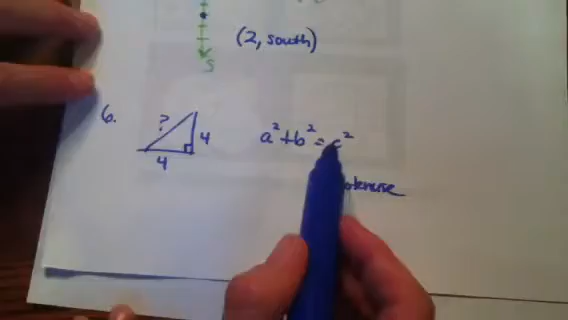 S
(2, south)
6.
?
4
4
a² + b² = c²